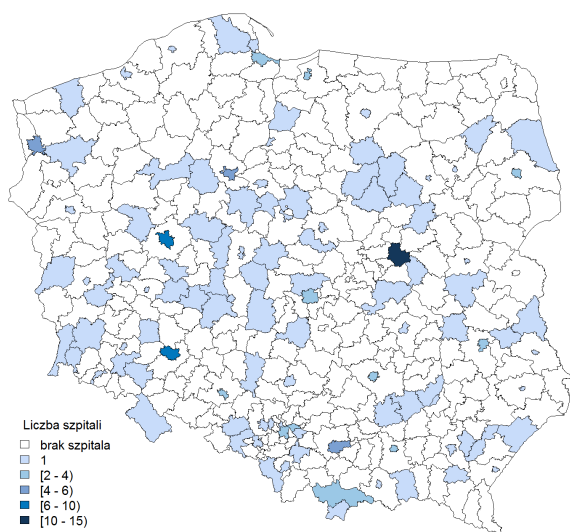 Liczba szpitali
brak szpitala
1
[2 - 4)
[4 - 6)
[6 - 10)
[10 - 15)